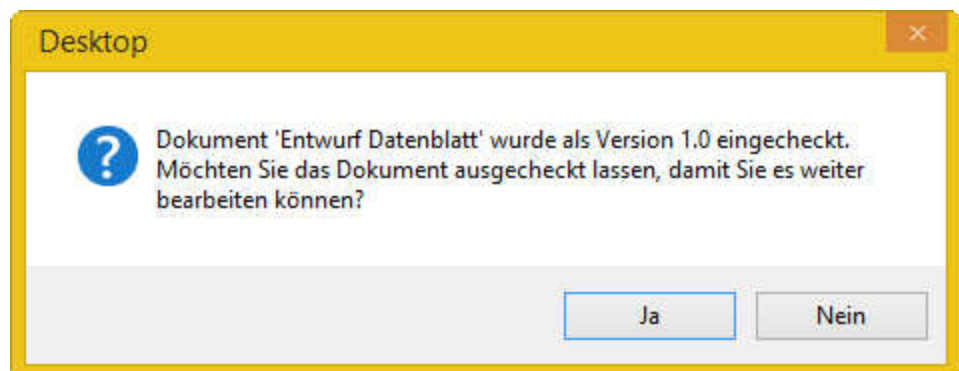 Desktop
Dokument 'Entwurf Datenblatt' wurde als Version 1.0 eingecheckt.
Möchten Sie das Dokument ausgecheckt lassen, damit Sie es weiter
bearbeiten können?
Ja
Nein